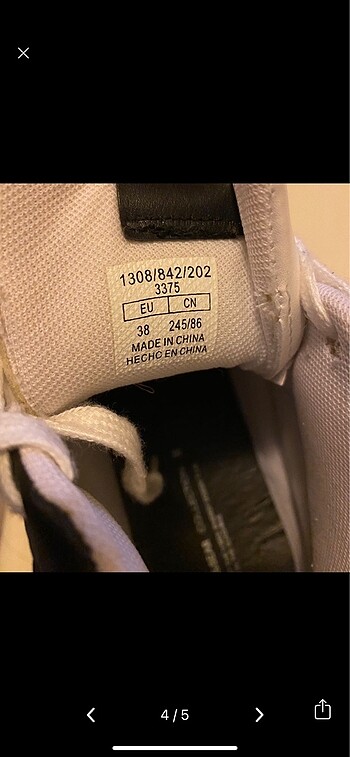 1308/842/202
3375
EU CN
38 245/86
MADE IN CHINA
HECHO EN CHINA
4/5